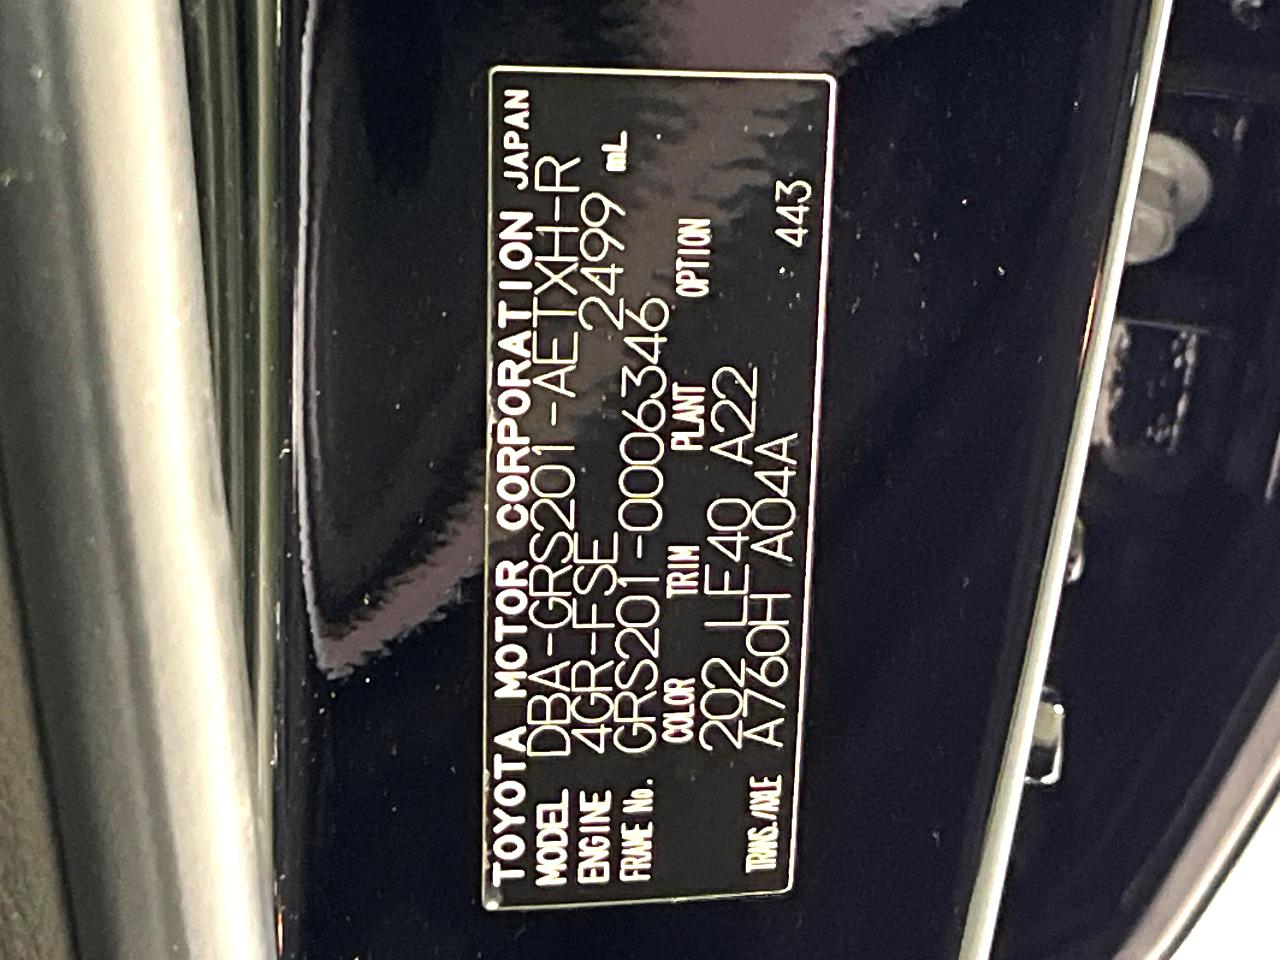 TOYOTA MOTOR CORPORATION JAPAN
MODEL DBA-GRS201-AETXH-R
ENGINE 4GR-FSE 2499 mL
FRAME No. GRS201-0006346
COLOR TRIM PLANT OPTION
202 LE40 A22
TRANS./AXLE A760H A04A 443